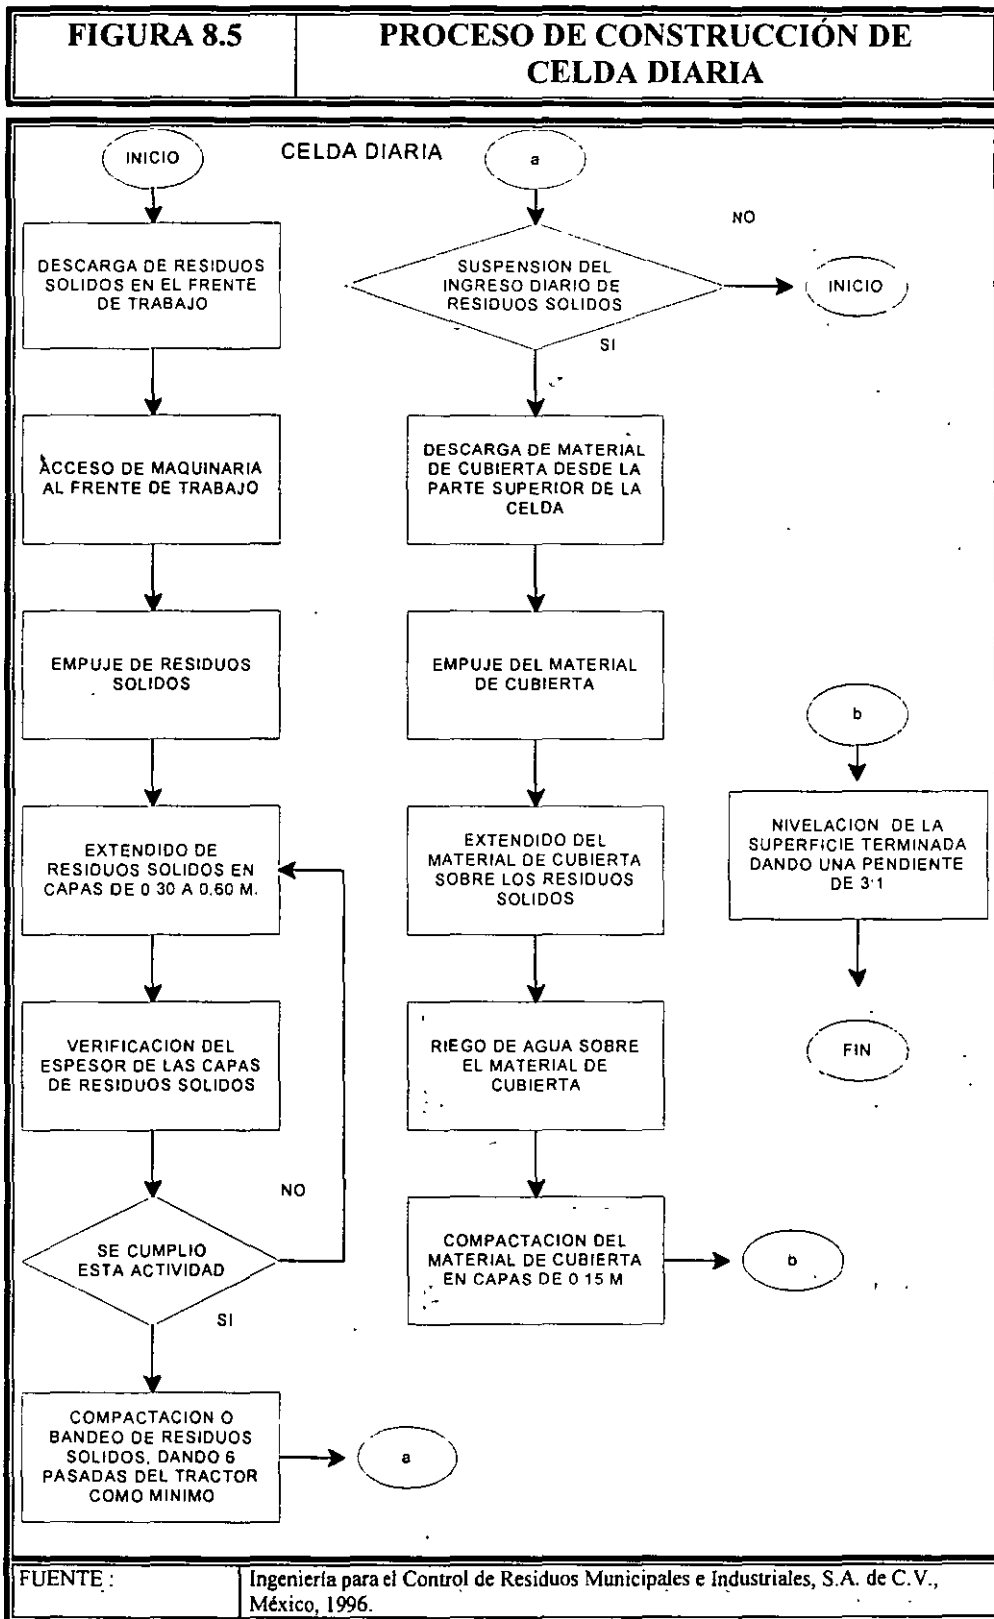 FIGURA 8.5
PROCESO DE CONSTRUCCIÓN DE
CELDA DIARIA
CELDA DIARIA
INICIO
DESCARGA DE RESIDUOS
SOLIDOS EN EL FRENTE
DE TRABAJO
ACCESO DE MAQUINARIA
AL FRENTE DE TRABAJO
EMPUJE DE RESIDUOS
SOLIDOS
EXTENDIDO DE
RESIDUOS SOLIDOS EN
CAPAS DE 0 30 A 0.60 M.
VERIFICACION DEL
ESPESOR DE LAS CAPAS
DE RESIDUOS SOLIDOS
NO
SE CUMPLIO
ESTA ACTIVIDAD
SI
COMPACTACION O
BANDEO DE RESIDUOS
SOLIDOS, DANDO 6
PASADAS DEL TRACTOR
COMO MINIMO
a
a
NO
SUSPENSION DEL
INGRESO DIARIO DE
RESIDUOS SOLIDOS
INICIO
SI
DESCARGA DE MATERIAL
DE CUBIERTA DESDE LA
PARTE SUPERIOR DE LA
CELDA
EMPUJE DEL MATERIAL
DE CUBIERTA
EXTENDIDO DEL
MATERIAL DE CUBIERTA
SOBRE LOS RESIDUOS
SOLIDOS
RIEGO DE AGUA SOBRE
EL MATERIAL DE
CUBIERTA
COMPACTACION DEL
MATERIAL DE CUBIERTA
EN CAPAS DE 0 15 M
b
b
NIVELACION DE LA
SUPERFICIE TERMINADA
DANDO UNA PENDIENTE
DE 3:1
FIN
FUENTE :
Ingeniería para el Control de Residuos Municipales e Industriales, S.A. de C.V.,
México, 1996.